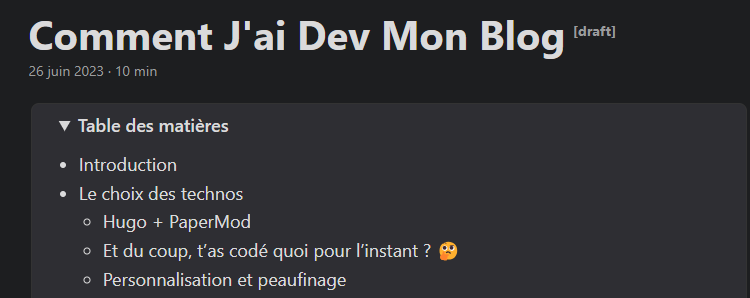 Comment J'ai Dev Mon Blog [draft]
26 juin 2023 · 10 min
▼ Table des matières
• Introduction
• Le choix des technos
◦ Hugo + PaperMod
◦ Et du coup, t’as codé quoi pour l’instant ? 🤔
◦ Personnalisation et peaufinage